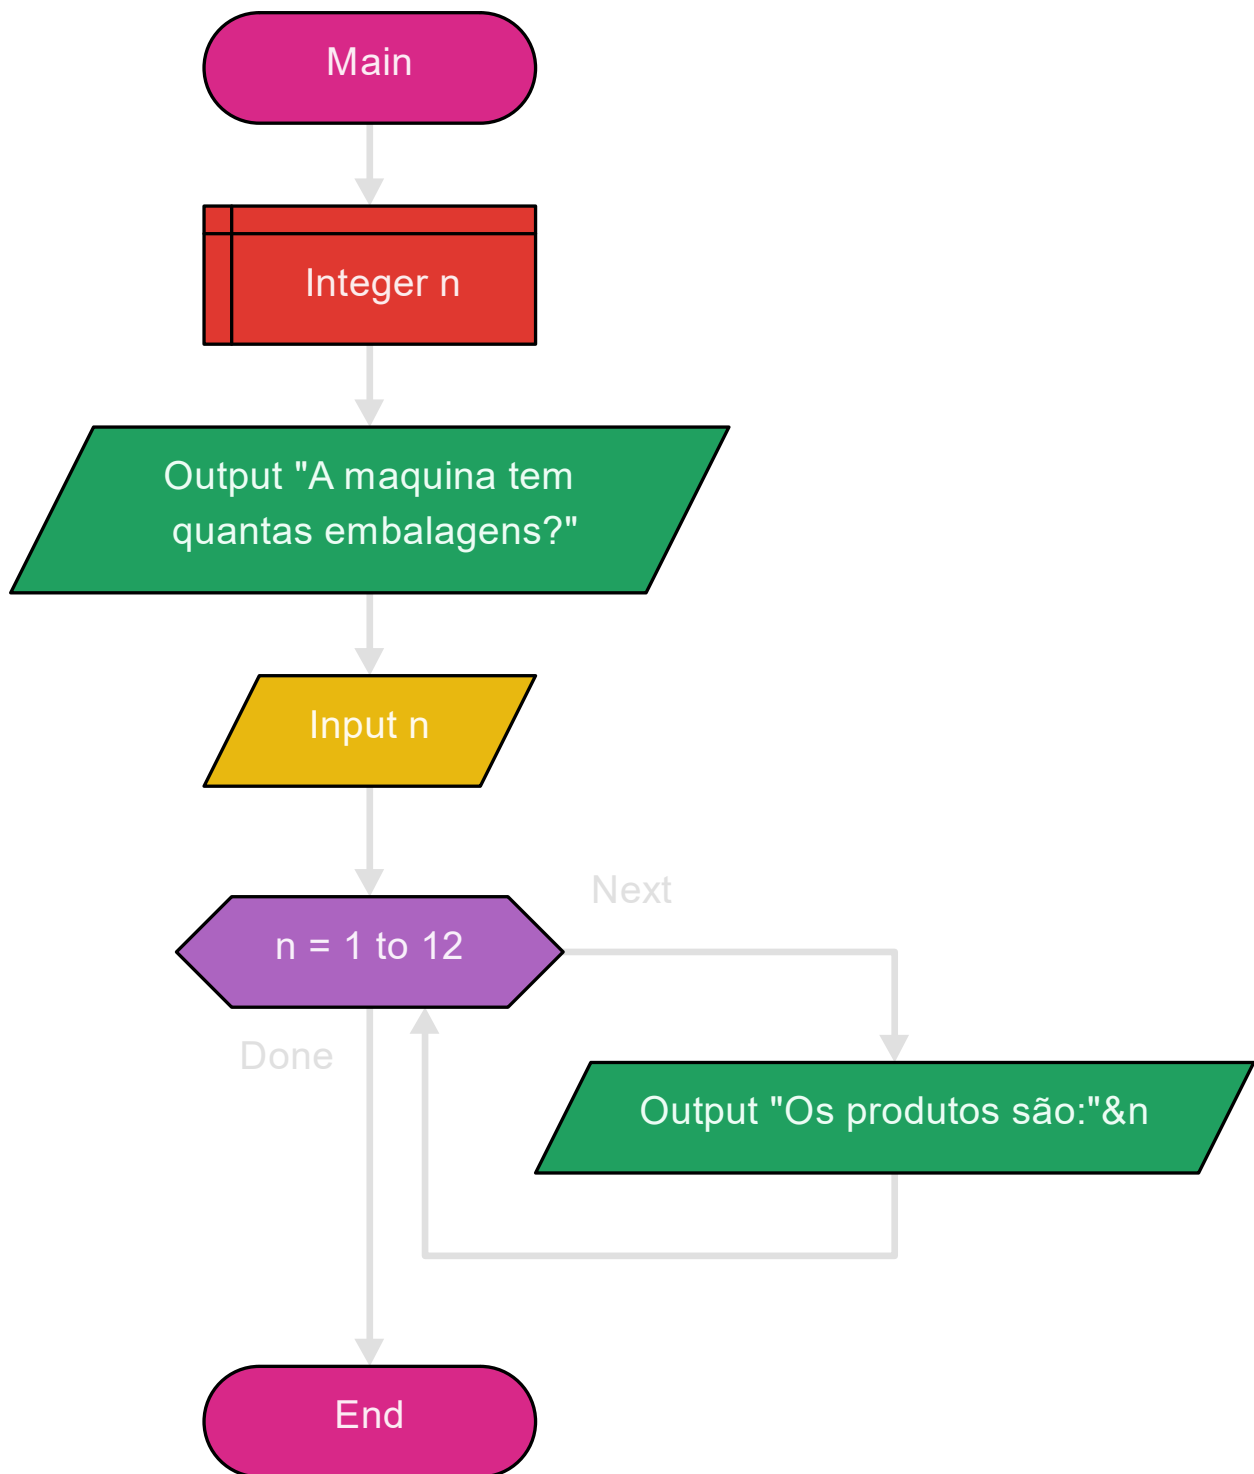 Main
Integer n
Output "A maquina tem
quantas embalagens?"
Input n
n = 1 to 12
Next
Done
Output "Os produtos são:"&n
End